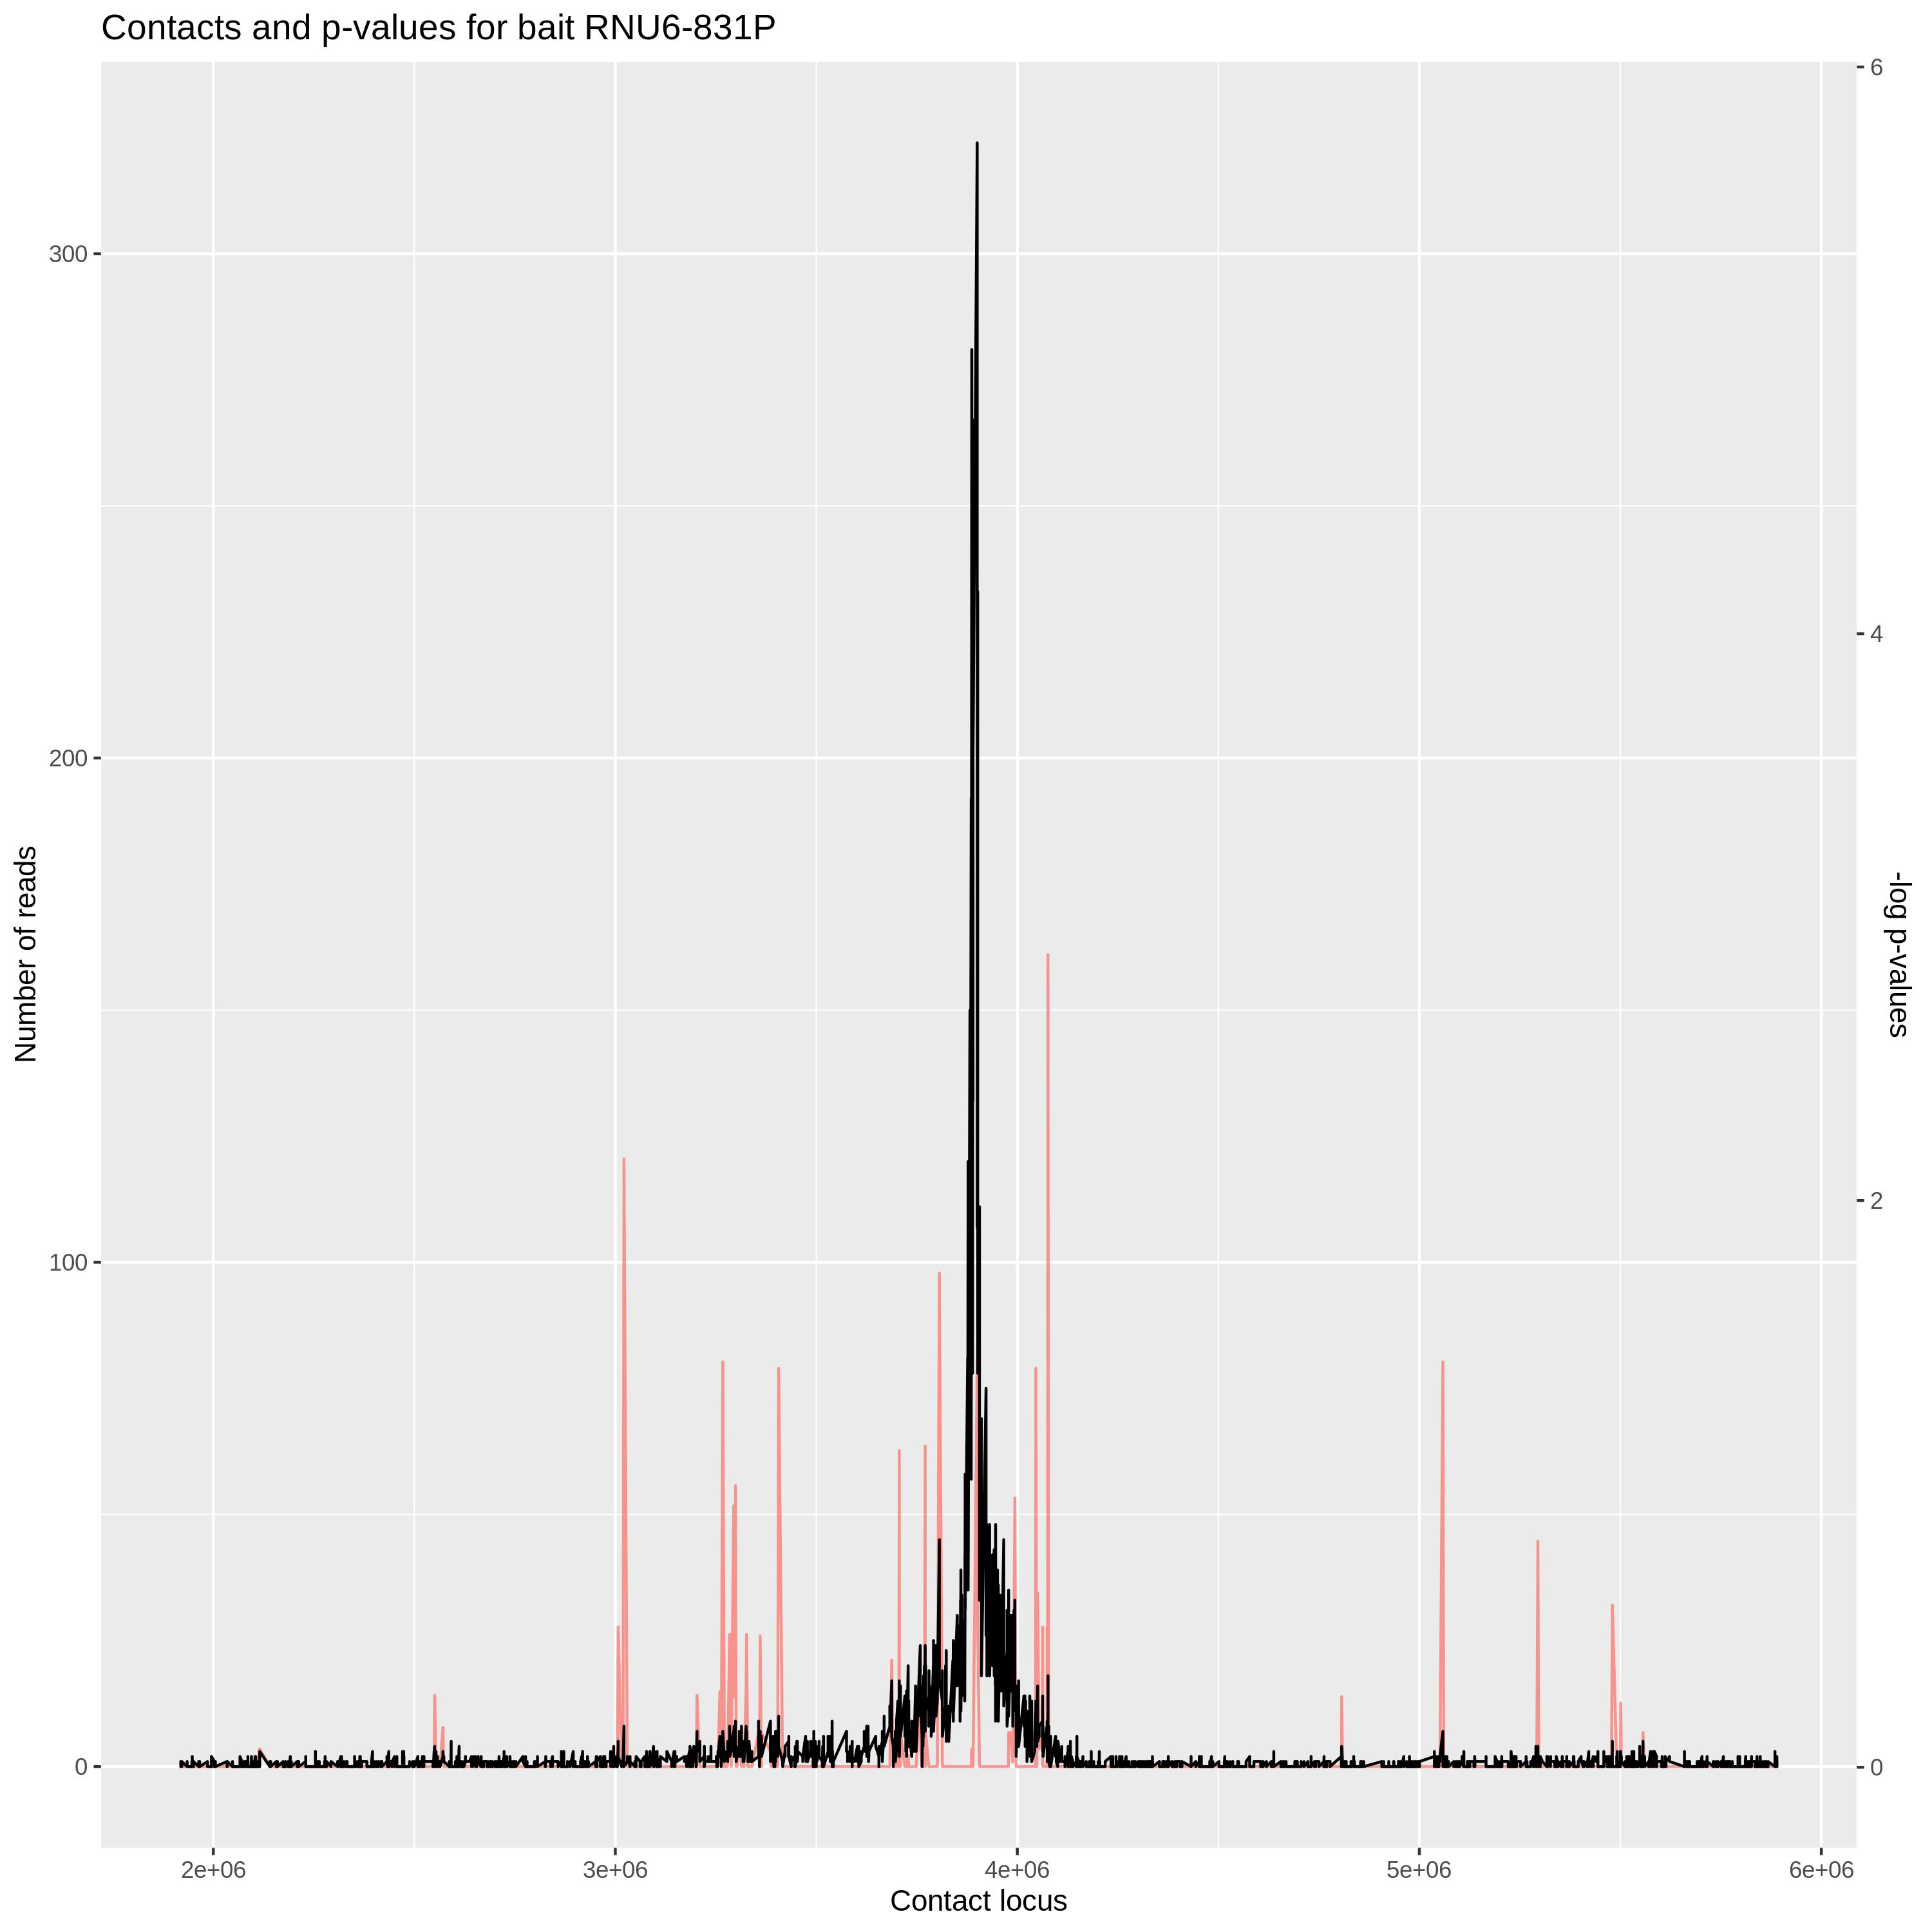 Contacts and p-values for bait RNU6-831P
6
300
4
200
Number of reads
-log p-values
2
100
0
0
2e+06
3e+06
4e+06
5e+06
6e+06
Contact locus